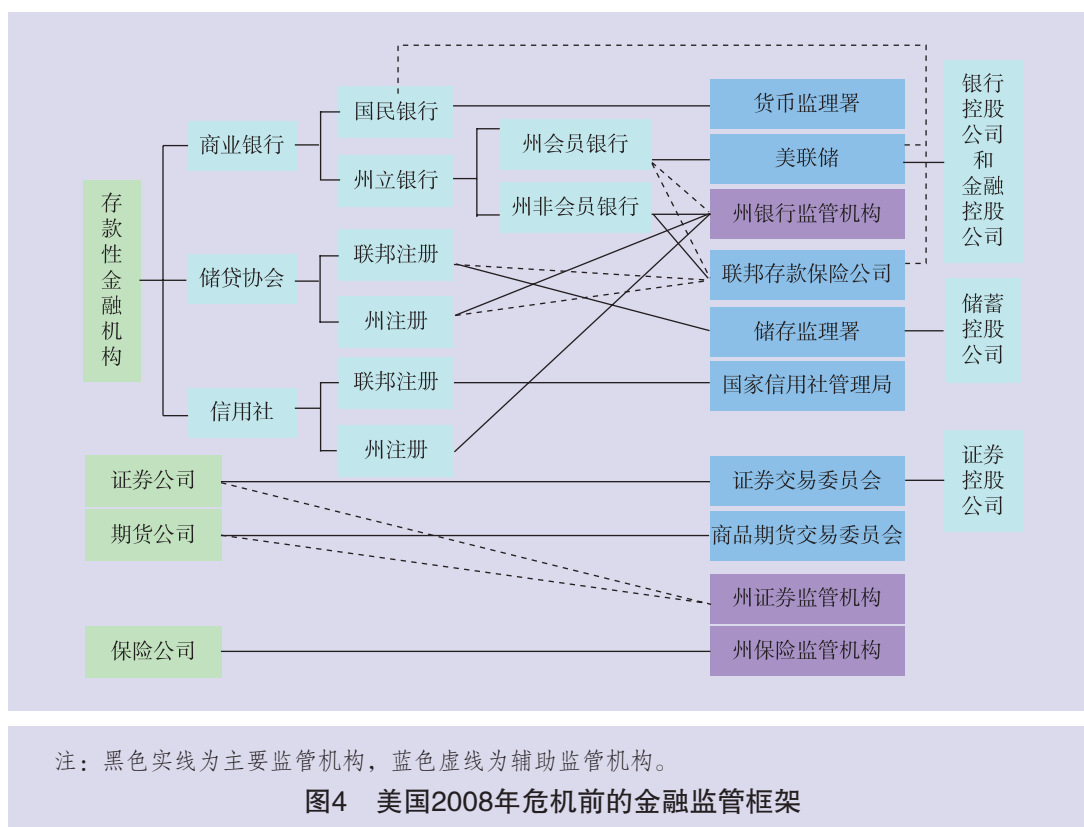 存款性金融机构
商业银行
储贷协会
信用社
国民银行
州立银行
联邦注册
州注册
联邦注册
州注册
州会员银行
州非会员银行
货币监理署
美联储
州银行监管机构
联邦存款保险公司
储存监理署
国家信用社管理局
银行控股公司和金融控股公司
储蓄控股公司
证券公司
期货公司
保险公司
证券交易委员会
商品期货交易委员会
州证券监管机构
州保险监管机构
证券控股公司
注：黑色实线为主要监管机构，蓝色虚线为辅助监管机构。
图4 美国2008年危机前的金融监管框架